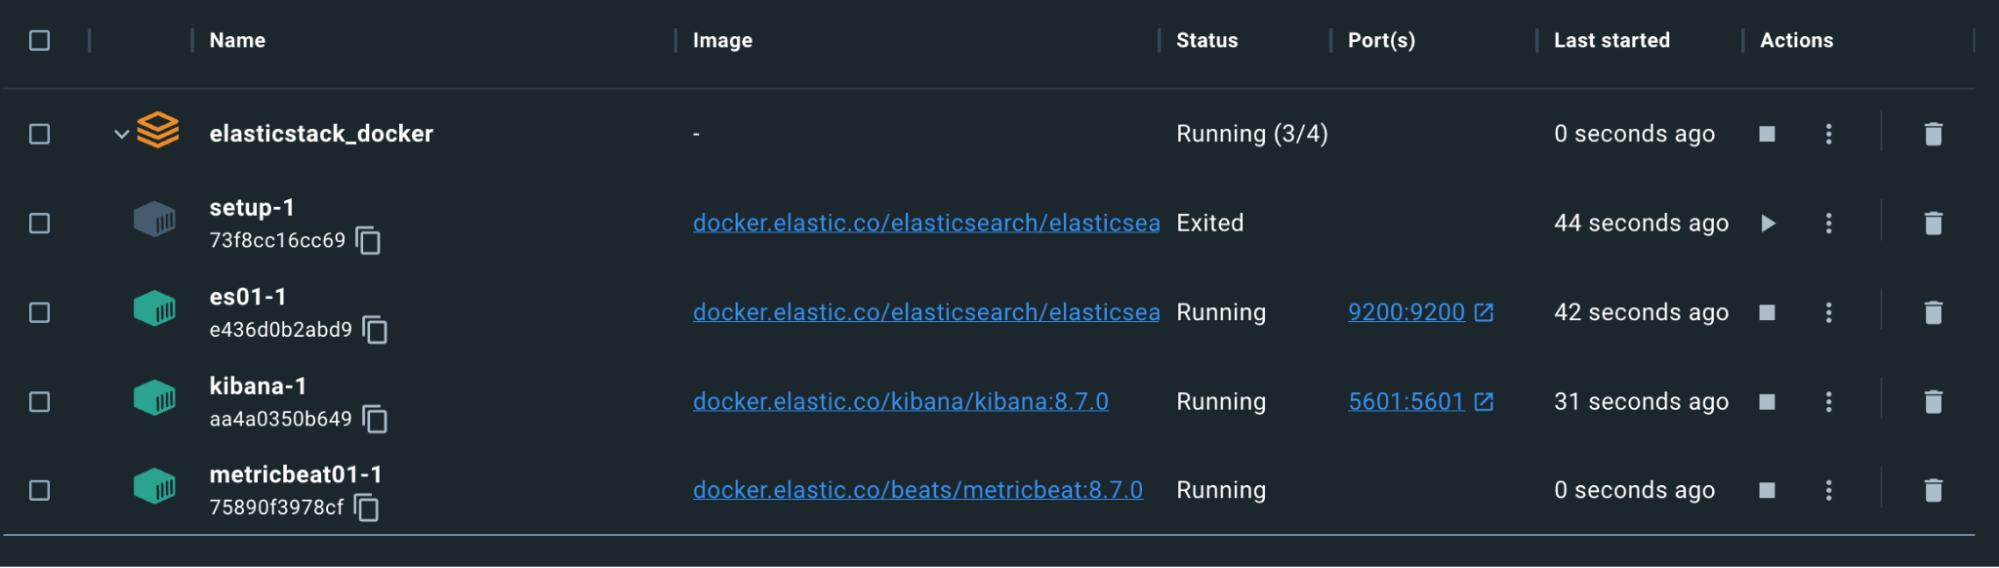 Name Image Status Port(s) Last started Actions
elasticstack_docker - Running (3/4) 0 seconds ago
setup-1
73f8cc16cc69 docker.elastic.co/elasticsearch/elasticsea Exited 44 seconds ago
es01-1
e436d0b2abd9 docker.elastic.co/elasticsearch/elasticsea Running 9200:9200 42 seconds ago
kibana-1
aa4a0350b649 docker.elastic.co/kibana/kibana:8.7.0 Running 5601:5601 31 seconds ago
metricbeat01-1
75890f3978cf docker.elastic.co/beats/metricbeat:8.7.0 Running 0 seconds ago